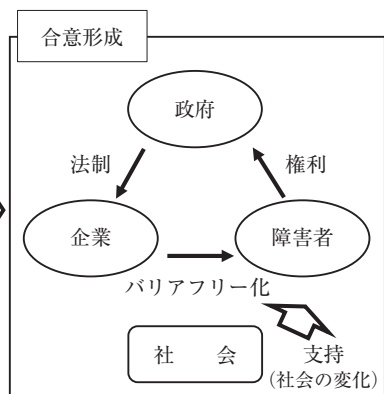 合意形成
政府
法制
権利
企業
障害者
バリアフリー化
社　会
支持
(社会の変化)